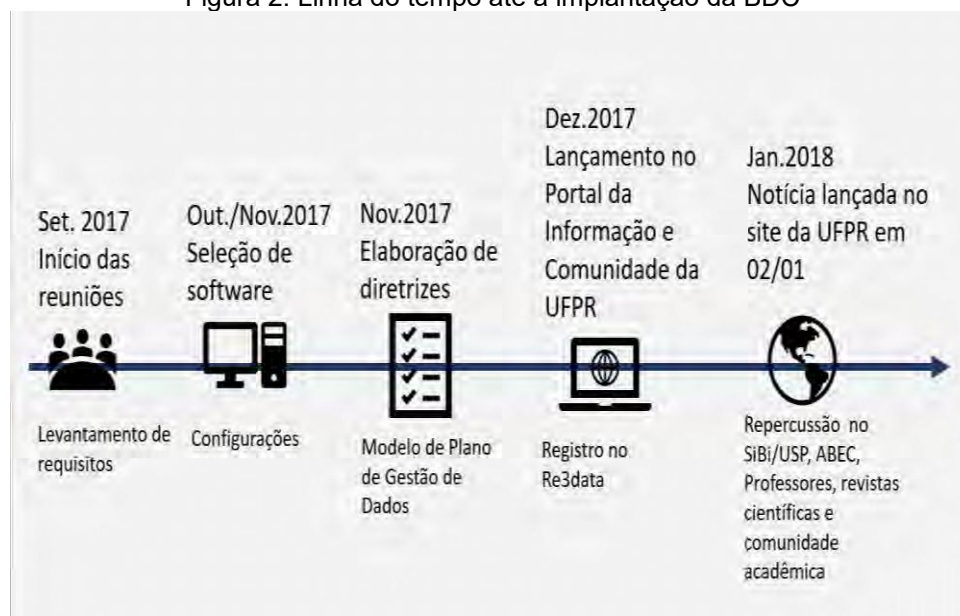 Figura 2: Linha do tempo até a implantação da BDC
Set. 2017
Início das
reuniões
Levantamento de
requisitos
Out./Nov.2017
Seleção de
software
Configurações
Nov.2017
Elaboração de
diretrizes
Modelo de Plano
de Gestão de
Dados
Dez.2017
Lançamento no
Portal da
Informação e
Comunidade da
UFPR
Registro no
Re3data
Jan.2018
Notícia lançada no
site da UFPR em
02/01
Repercussão no
SiBi/USP, ABEC,
Professores, revistas
científicas e
comunidade
acadêmica